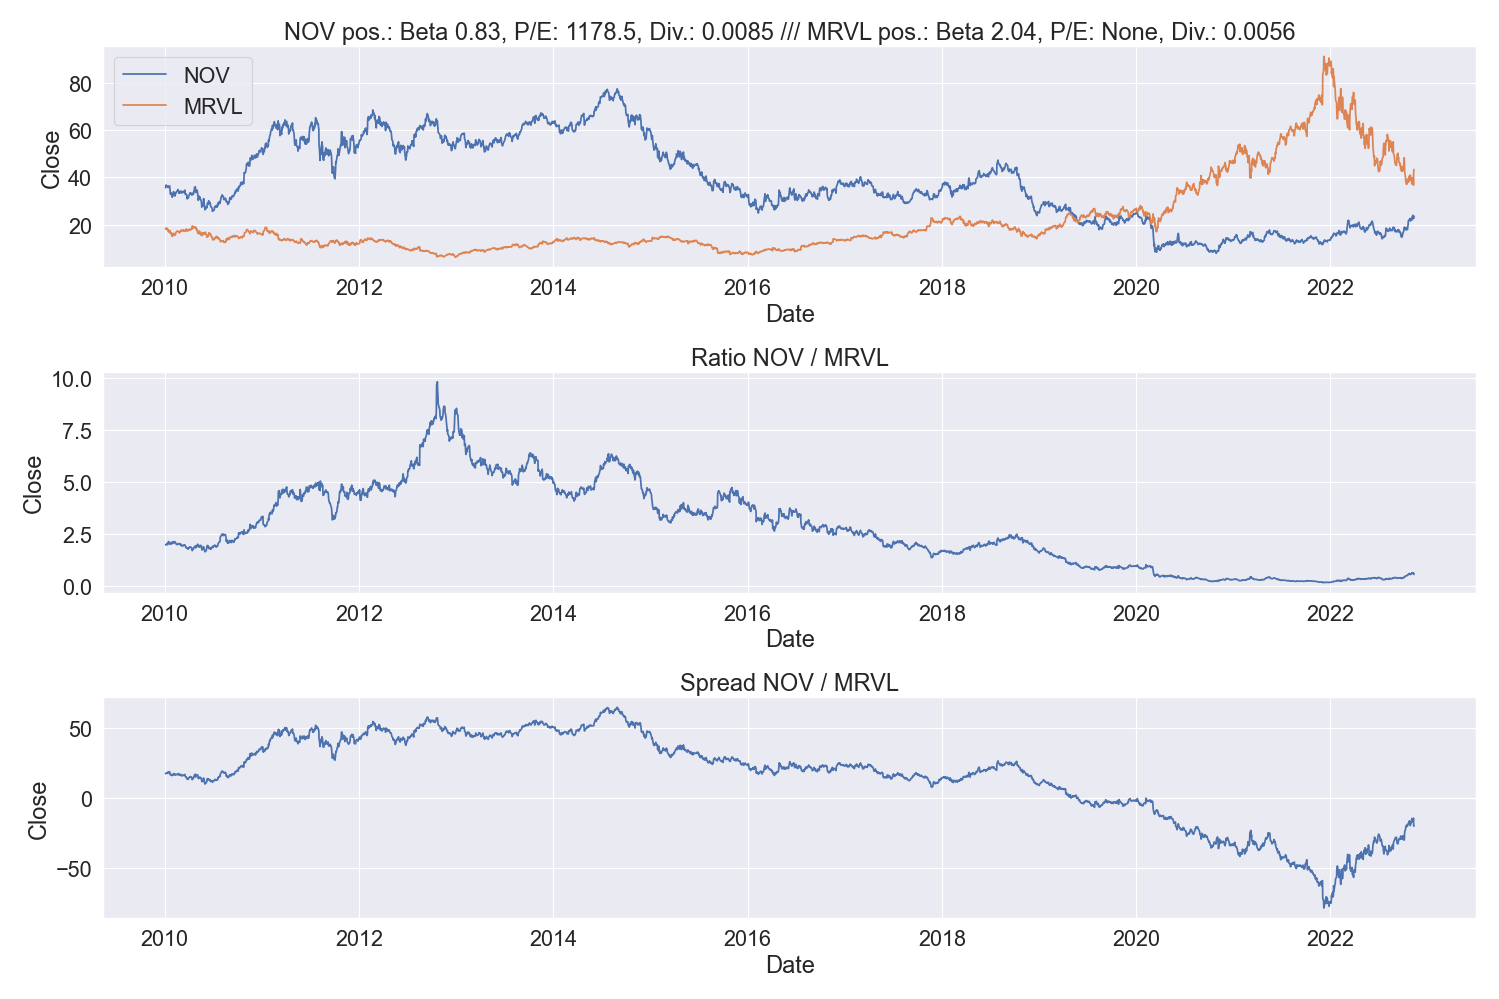 NOV pos.: Beta 0.83, P/E: 1178.5, Div.: 0.0085 /// MRVL pos.: Beta 2.04, P/E: None, Div.: 0.0056
NOV
MRVL
80
60
40
20
Close
2010 2012 2014 2016 2018 2020 2022
Date
Ratio NOV / MRVL
10.0
7.5
5.0
2.5
0.0
Close
2010 2012 2014 2016 2018 2020 2022
Date
Spread NOV / MRVL
50
0
−50
Close
2010 2012 2014 2016 2018 2020 2022
Date